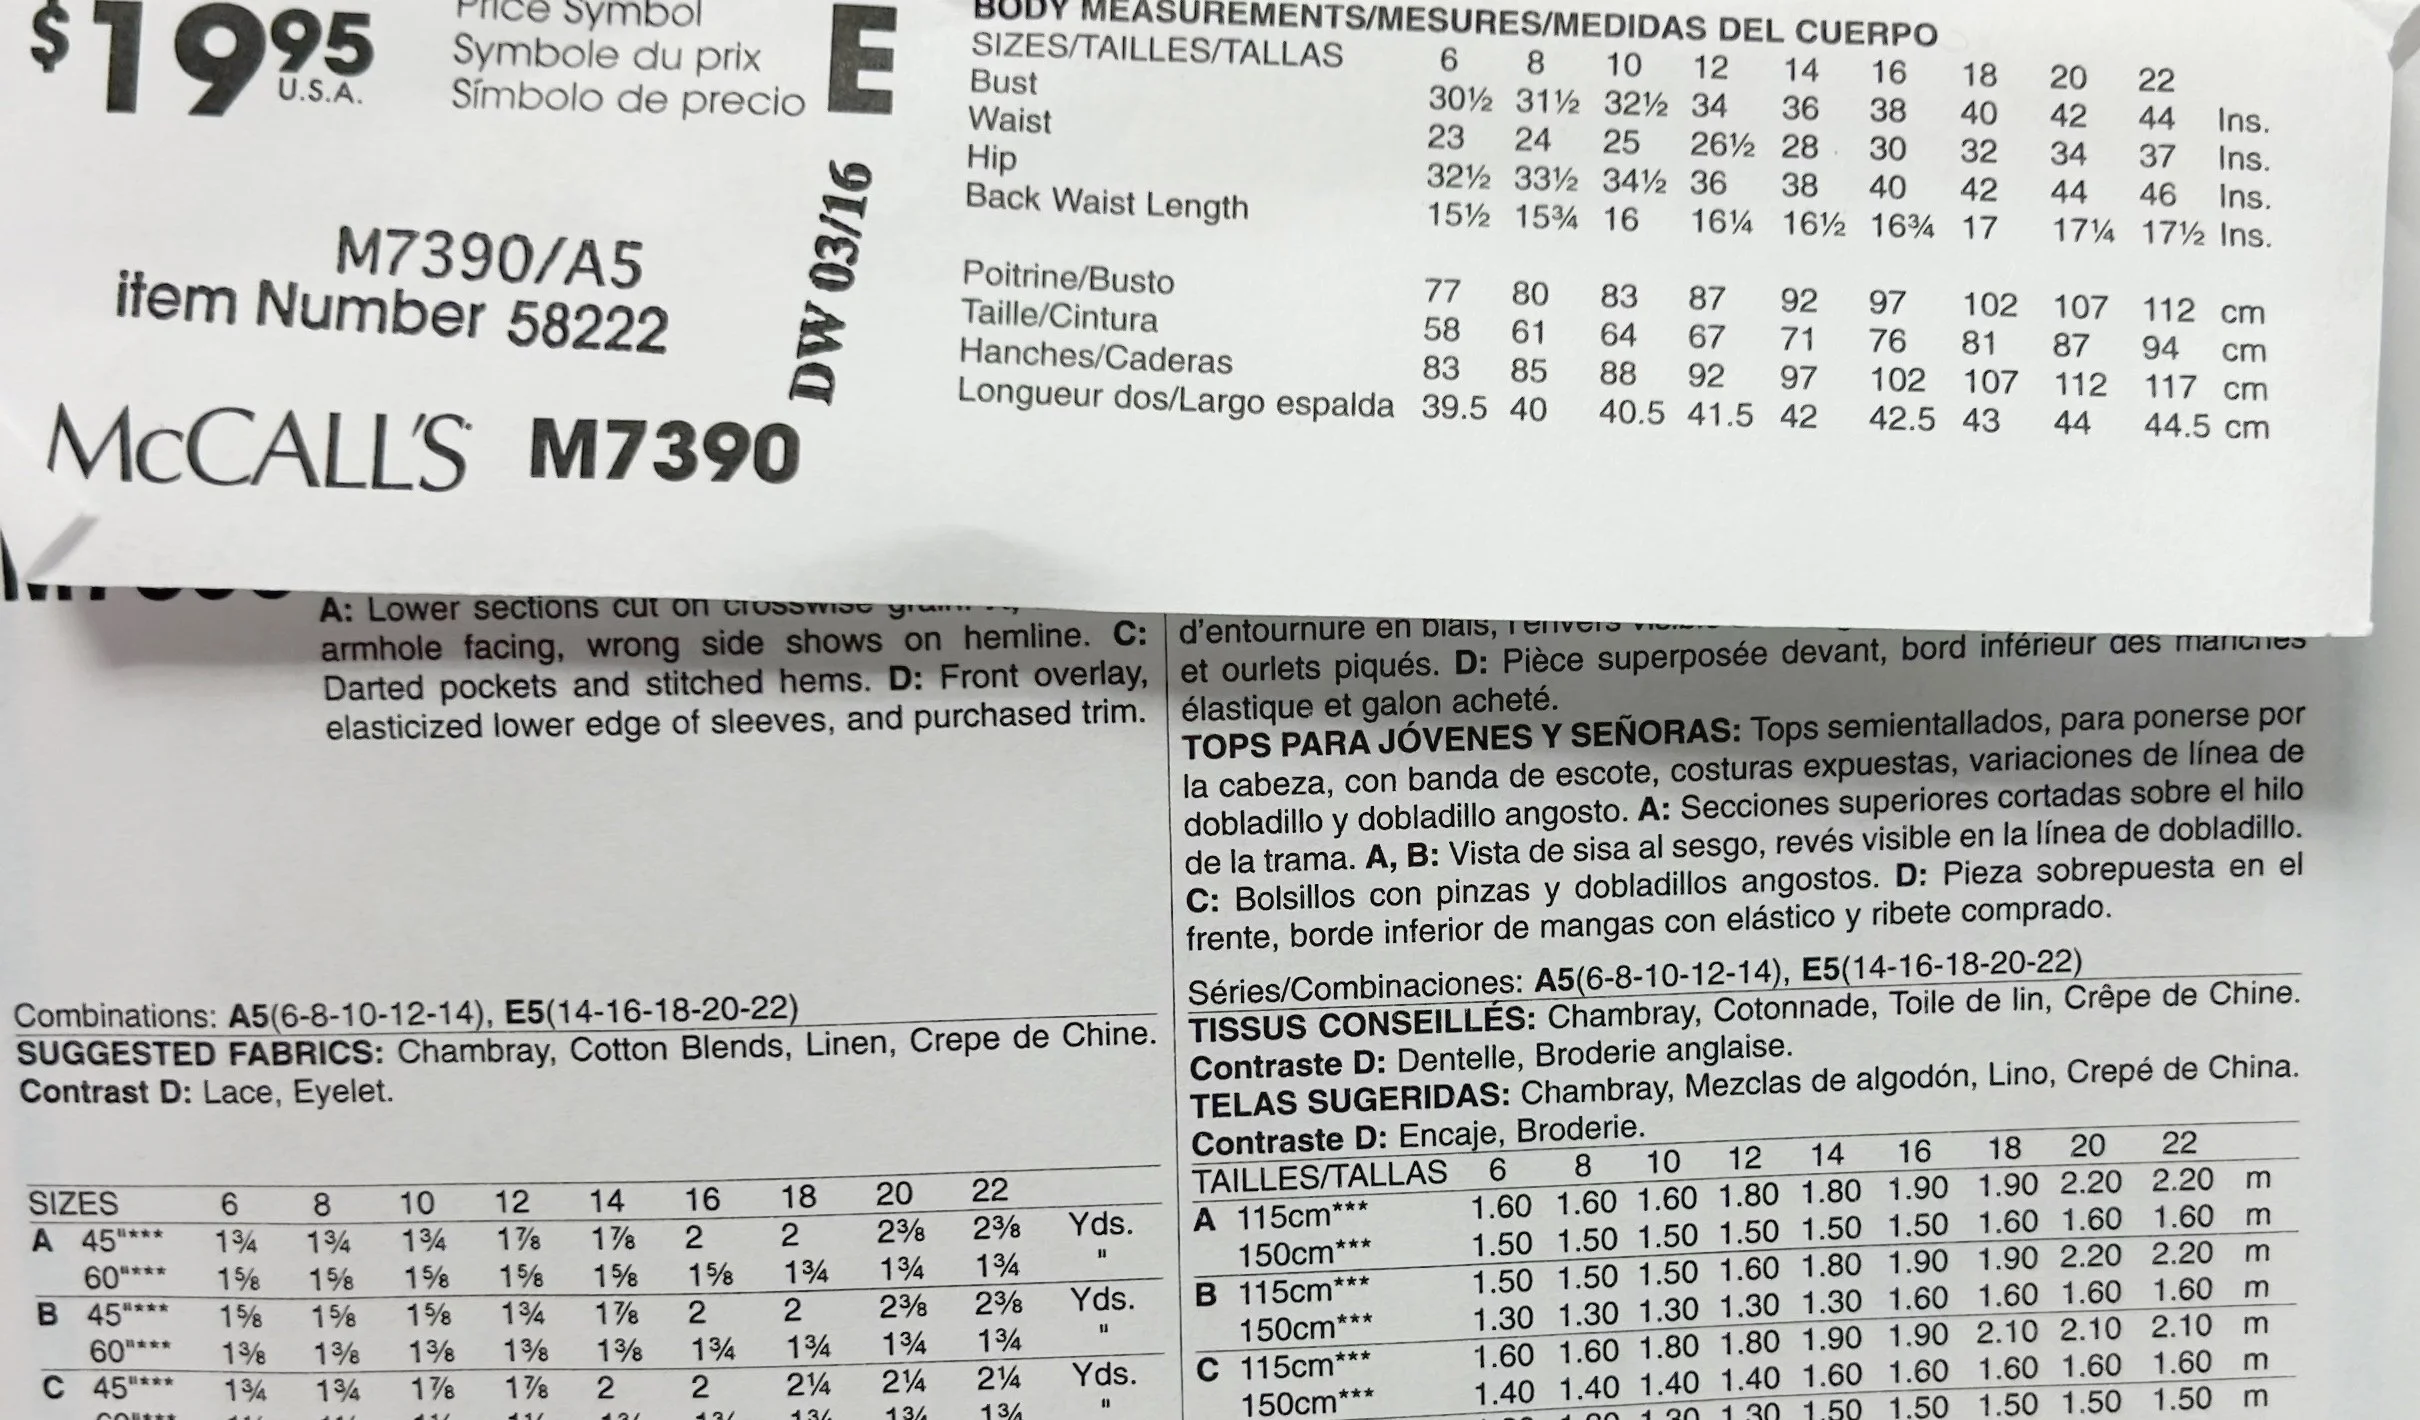 $19.95
U.S.A.
Price Symbol
Symbole du prix
Símbolo de precio
E
DW 03/16
M7390/A5
item Number 58222
McCALL'S M7390
BODY MEASUREMENTS/MESURES/MEDIDAS DEL CUERPO
SIZES/TAILLES/TALLAS 6 8 10 12 14 16 18 20 22
Bust 30½ 31½ 32½ 34 36 38 40 42 44 Ins.
Waist 23 24 25 26½ 28 30 32 34 37 Ins.
Hip 32½ 33½ 34½ 36 38 40 42 44 46 Ins.
Back Waist Length 15½ 15¾ 16 16¼ 16½ 16¾ 17 17¼ 17½ Ins.
Poitrine/Busto 77 80 83 87 92 97 102 107 112 cm
Taille/Cintura 58 61 64 67 71 76 81 87 94 cm
Hanches/Caderas 83 85 88 92 97 102 107 112 117 cm
Longueur dos/Largo espalda 39.5 40 40.5 41.5 42 42.5 43 44 44.5 cm
A: Lower sections cut on crosswise grain.
armhole facing, wrong side shows on hemline. C:
Darted pockets and stitched hems. D: Front overlay,
elasticized lower edge of sleeves, and purchased trim.
Combinations: A5(6-8-10-12-14), E5(14-16-18-20-22)
SUGGESTED FABRICS: Chambray, Cotton Blends, Linen, Crepe de Chine.
Contrast D: Lace, Eyelet.
SIZES 6 8 10 12 14 16 18 20 22
A 45"*** 1¾ 1¾ 1¾ 1⅞ 1⅞ 2 2 2⅜ 2⅜ Yds.
60"*** 1⅝ 1⅝ 1⅝ 1⅝ 1⅝ 1⅝ 1¾ 1¾ 1¾ "
B 45"*** 1⅝ 1⅝ 1⅝ 1¾ 1⅞ 2 2 2⅜ 2⅜ Yds.
60"*** 1⅜ 1⅜ 1⅜ 1⅜ 1⅜ 1¾ 1¾ 1¾ 1¾ "
C 45"*** 1¾ 1¾ 1⅞ 1⅞ 2 2 2¼ 2¼ 2¼ Yds.
d'entournure en biais, l'envers
et ourlets piqués. D: Pièce superposée devant, bord inférieur des manches
élastique et galon acheté.
TOPS PARA JÓVENES Y SEÑORAS: Tops semientallados, para ponerse por
la cabeza, con banda de escote, costuras expuestas, variaciones de línea de
dobladillo y dobladillo angosto. A: Secciones superiores cortadas sobre el hilo
de la trama. A, B: Vista de sisa al sesgo, revés visible en la línea de dobladillo.
C: Bolsillos con pinzas y dobladillos angostos. D: Pieza sobrepuesta en el
frente, borde inferior de mangas con elástico y ribete comprado.
Séries/Combinaciones: A5(6-8-10-12-14), E5(14-16-18-20-22)
TISSUS CONSEILLÉS: Chambray, Cotonnade, Toile de lin, Crêpe de Chine.
Contraste D: Dentelle, Broderie anglaise.
TELAS SUGERIDAS: Chambray, Mezclas de algodón, Lino, Crepé de China.
Contraste D: Encaje, Broderie.
TAILLES/TALLAS 6 8 10 12 14 16 18 20 22
A 115cm*** 1.60 1.60 1.60 1.80 1.80 1.90 1.90 2.20 2.20 m
150cm*** 1.50 1.50 1.50 1.50 1.50 1.50 1.60 1.60 1.60 m
B 115cm*** 1.50 1.50 1.50 1.60 1.80 1.90 1.90 2.20 2.20 m
150cm*** 1.30 1.30 1.30 1.30 1.30 1.60 1.60 1.60 1.60 m
C 115cm*** 1.60 1.60 1.80 1.80 1.90 1.90 2.10 2.10 2.10 m
150cm*** 1.40 1.40 1.40 1.40 1.60 1.60 1.60 1.60 1.60 m
1.30 1.30 1.50 1.50 1.50 1.50 1.50 m